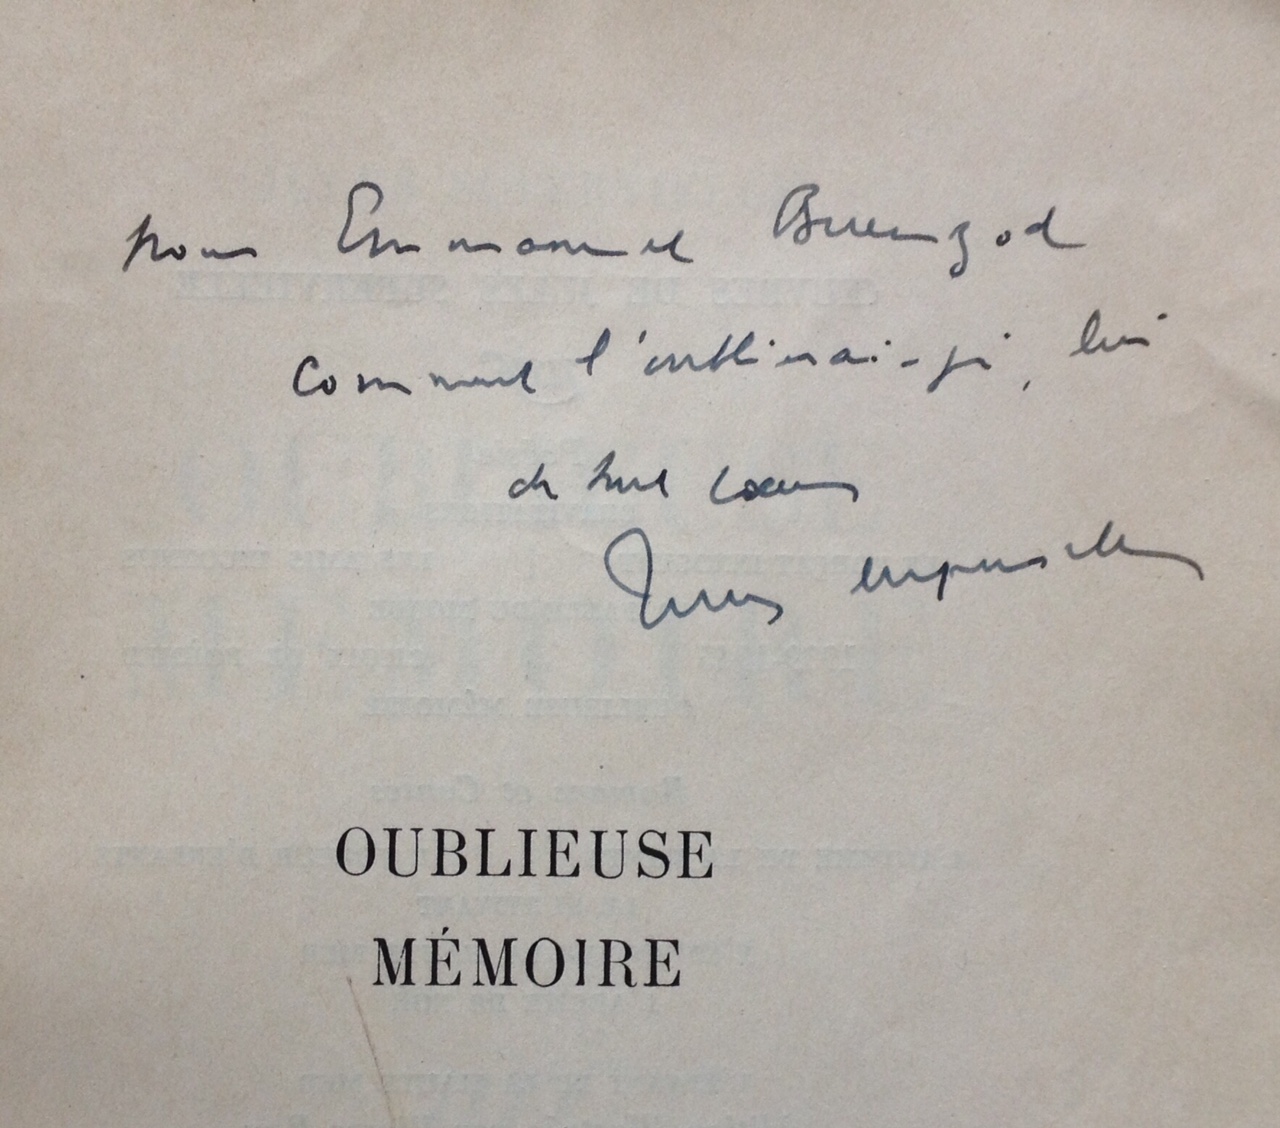 pour Emmanuel Buenzod
comment l'oublierai-je, lui
de tout cœur
Jules Supervielle
OUBLIEUSE
MÉMOIRE